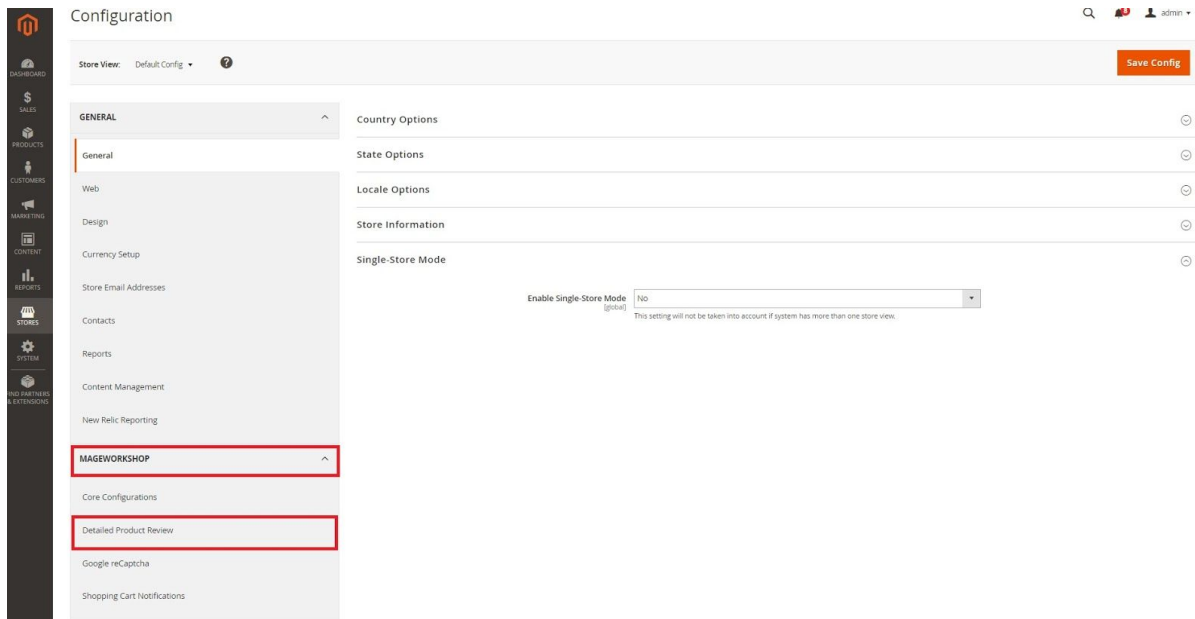 Configuration
admin
DASHBOARD
SALES
PRODUCTS
CUSTOMERS
MARKETING
CONTENT
REPORTS
STORES
SYSTEM
FIND PARTNERS
& EXTENSIONS
Store View: Default Config
Save Config
GENERAL
General
Web
Design
Currency Setup
Store Email Addresses
Contacts
Reports
Content Management
New Relic Reporting
MAGEWORKSHOP
Core Configurations
Detailed Product Review
Google reCaptcha
Shopping Cart Notifications
Country Options
State Options
Locale Options
Store Information
Single-Store Mode
Enable Single-Store Mode No
[global]
This setting will not be taken into account if system has more than one store view.